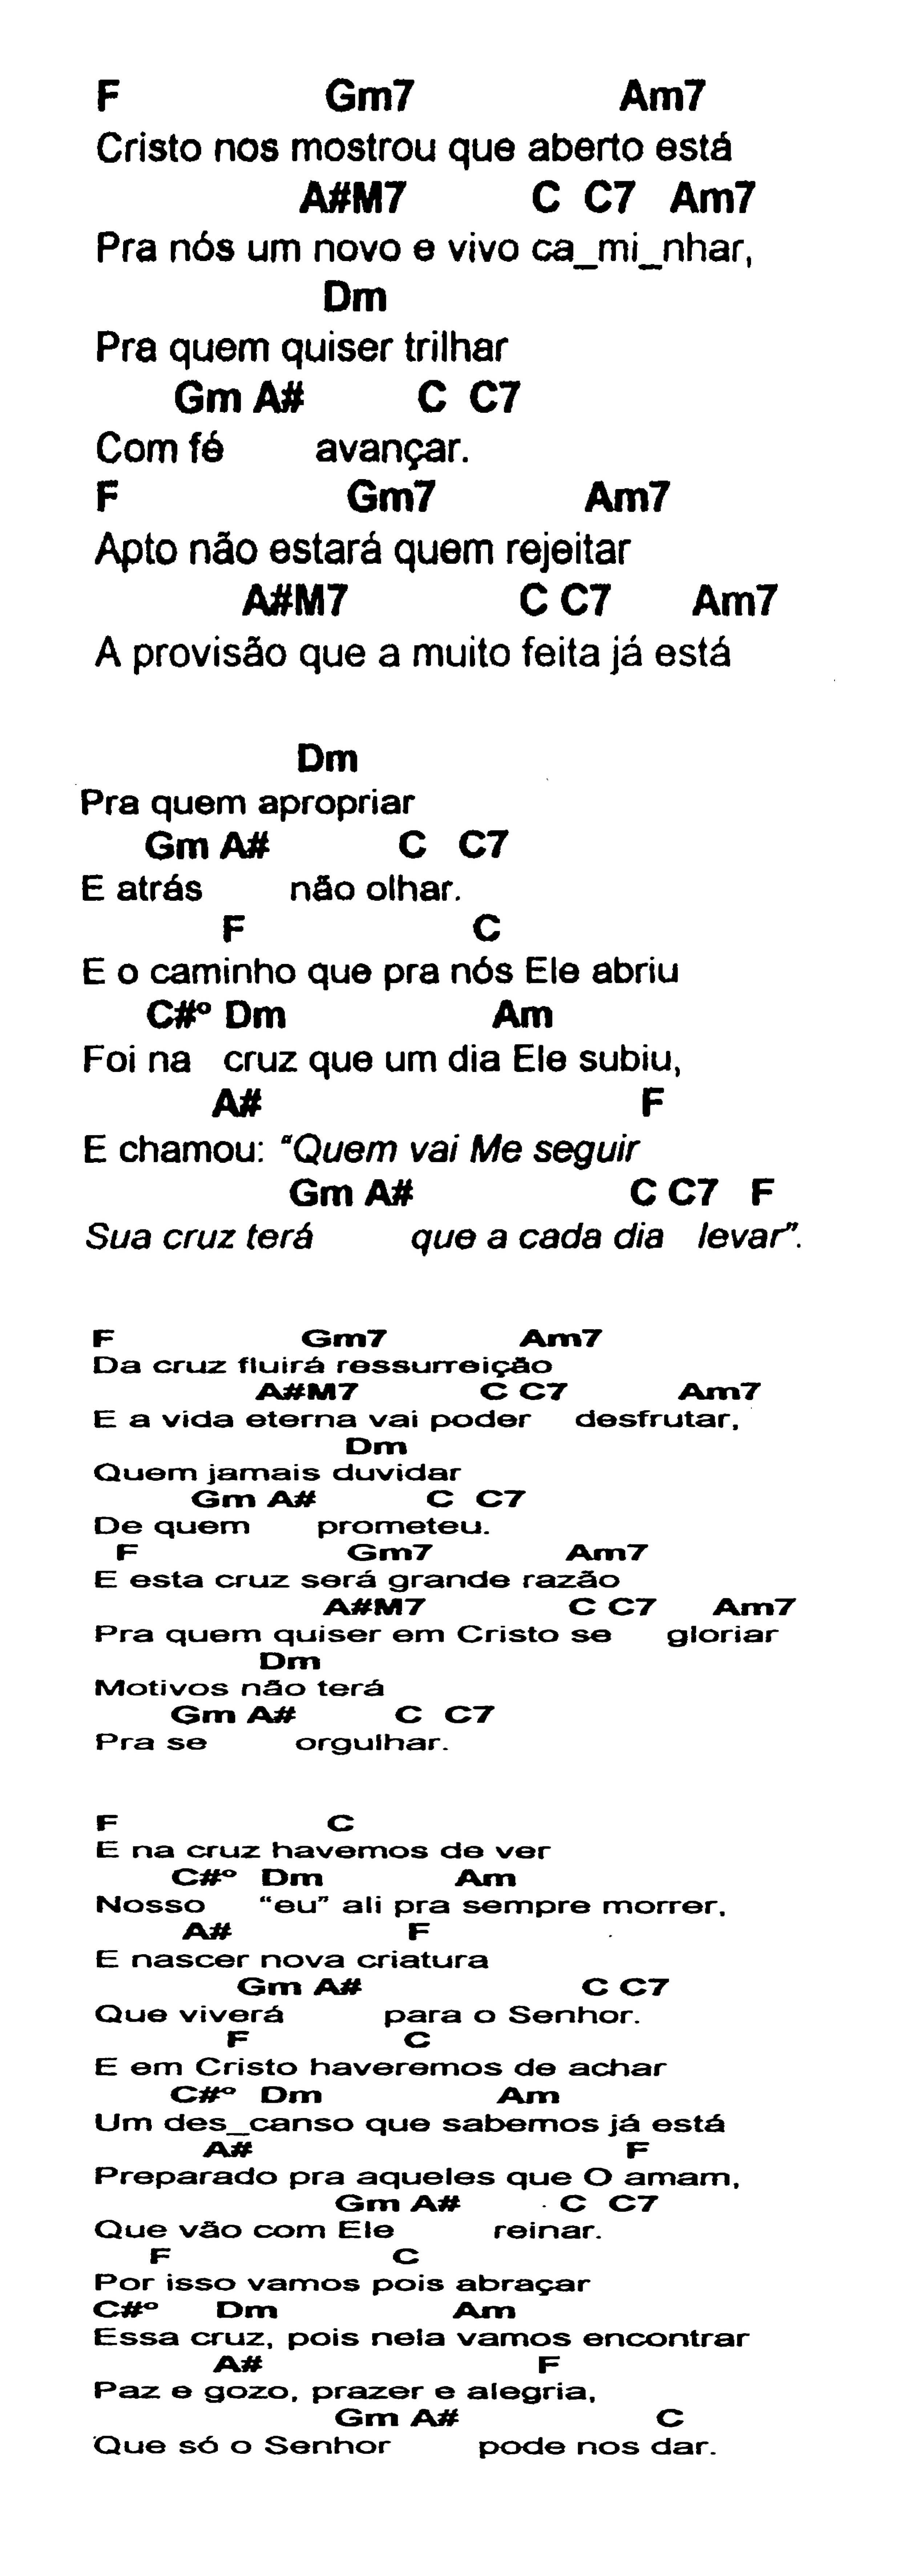 F Gm7 Am7
Cristo nos mostrou que aberto está
A#M7 C C7 Am7
Pra nós um novo e vivo ca_mi_nhar,
Dm
Pra quem quiser trilhar
Gm A# C C7
Com fé avançar.
F Gm7 Am7
Apto não estará quem rejeitar
A#M7 C C7 Am7
A provisão que a muito feita já está
Dm
Pra quem apropriar
Gm A# C C7
E atrás não olhar.
F C
E o caminho que pra nós Ele abriu
C#º Dm Am
Foi na cruz que um dia Ele subiu,
A# F
E chamou: “Quem vai Me seguir
Gm A# C C7 F
Sua cruz terá que a cada dia levar”.
F Gm7 Am7
Da cruz fluirá ressurreição
A#M7 C C7 Am7
E a vida eterna vai poder desfrutar,
Dm
Quem jamais duvidar
Gm A# C C7
De quem prometeu.
F Gm7 Am7
E esta cruz será grande razão
A#M7 C C7 Am7
Pra quem quiser em Cristo se gloriar
Dm
Motivos não terá
Gm A# C C7
Pra se orgulhar.
F C
E na cruz havemos de ver
C#º Dm Am
Nosso “eu” ali pra sempre morrer,
A# F
E nascer nova criatura
Gm A# C C7
Que viverá para o Senhor.
F C
E em Cristo haveremos de achar
C#º Dm Am
Um des_canso que sabemos já está
A# F
Preparado pra aqueles que O amam,
Gm A# C C7
Que vão com Ele reinar.
F C
Por isso vamos pois abraçar
C#º Dm Am
Essa cruz, pois nela vamos encontrar
A# F
Paz e gozo, prazer e alegria,
Gm A# C
Que só o Senhor pode nos dar.